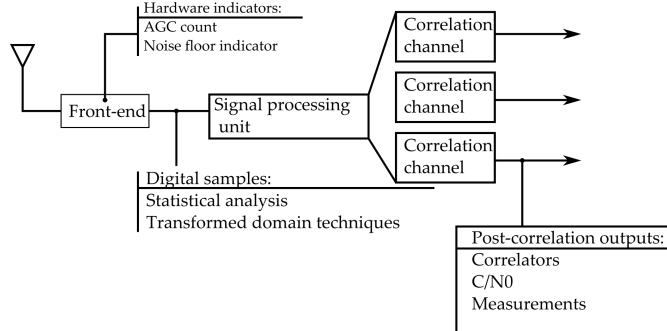 Hardware indicators:
AGC count
Noise floor indicator
Front-end
Signal processing
unit
Correlation
channel
Correlation
channel
Correlation
channel
Digital samples:
Statistical analysis
Transformed domain techniques
Post-correlation outputs:
Correlators
C/N0
Measurements